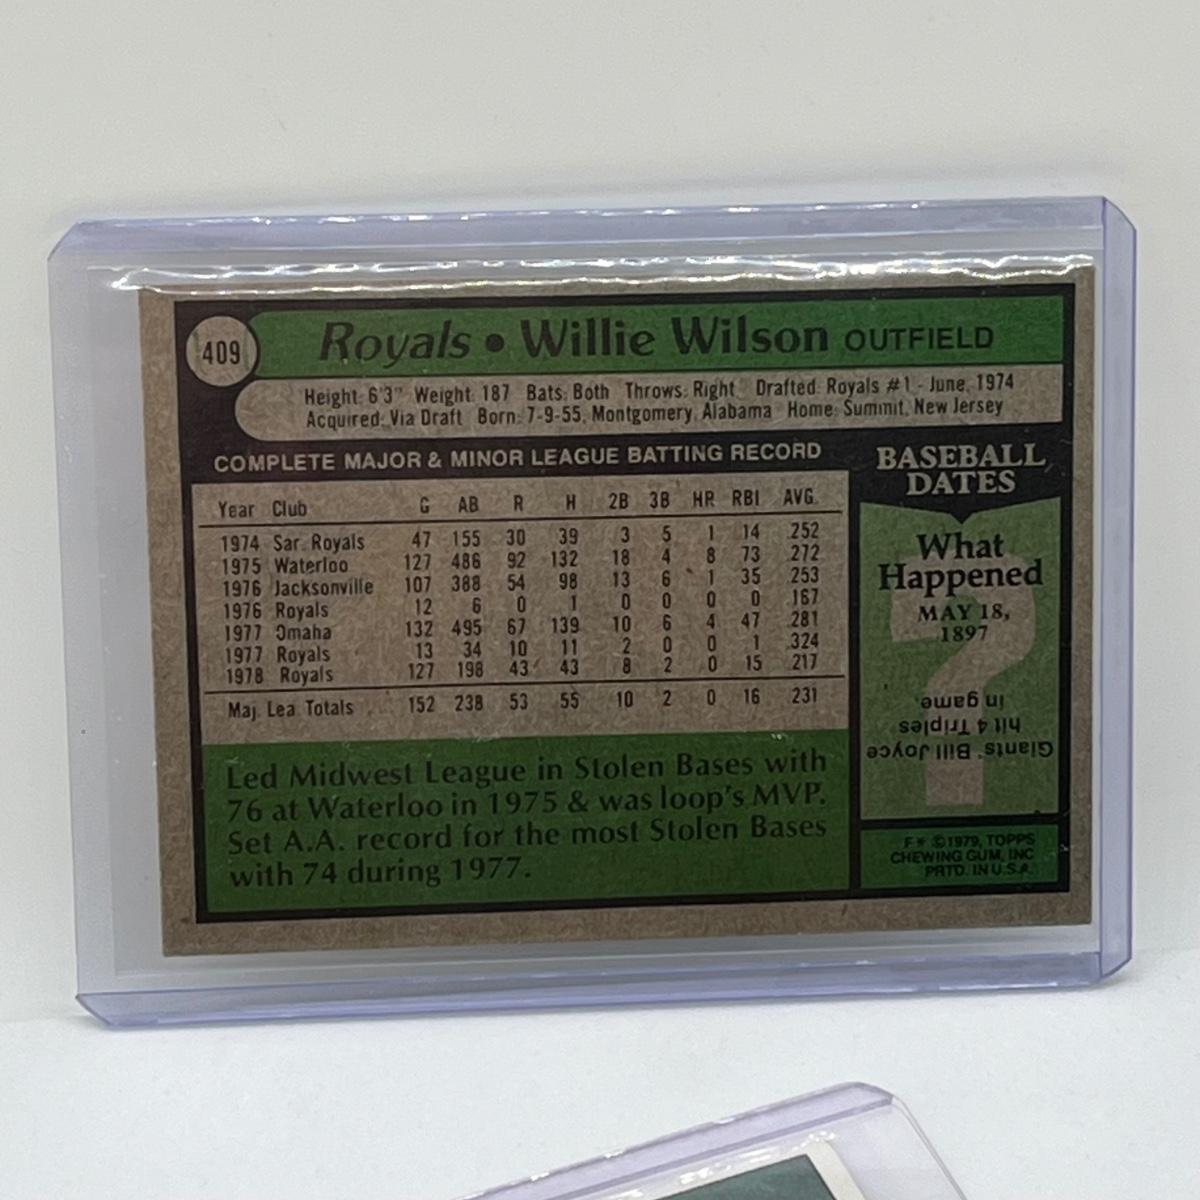 409
Royals • Willie Wilson OUTFIELD
Height: 6'3" Weight: 187 Bats: Both Throws: Right Drafted: Royals #1 - June, 1974
Acquired: Via Draft Born: 7-9-55, Montgomery, Alabama Home: Summit, New Jersey
COMPLETE MAJOR & MINOR LEAGUE BATTING RECORD
Year Club G AB R H 2B 3B HR RBI AVG.
1974 Sar. Royals 47 155 30 39 3 5 1 14 .252
1975 Waterloo 127 486 92 132 18 4 8 73 .272
1976 Jacksonville 107 388 54 98 13 6 1 35 .253
1976 Royals 12 6 0 1 0 0 0 0 .167
1977 Omaha 132 495 67 139 10 6 4 47 .281
1977 Royals 13 34 10 11 2 0 0 1 .324
1978 Royals 127 198 43 43 8 2 0 15 .217
Maj. Lea. Totals 152 238 53 55 10 2 0 16 .231
Led Midwest League in Stolen Bases with
76 at Waterloo in 1975 & was loop's MVP.
Set A.A. record for the most Stolen Bases
with 74 during 1977.
BASEBALL
DATES
What
Happened
MAY 18,
1897
?
Giants' Bill Joyce
hit 4 Triples
in game.
F* ©1979, TOPPS
CHEWING GUM, INC
PRTD. IN U.S.A.